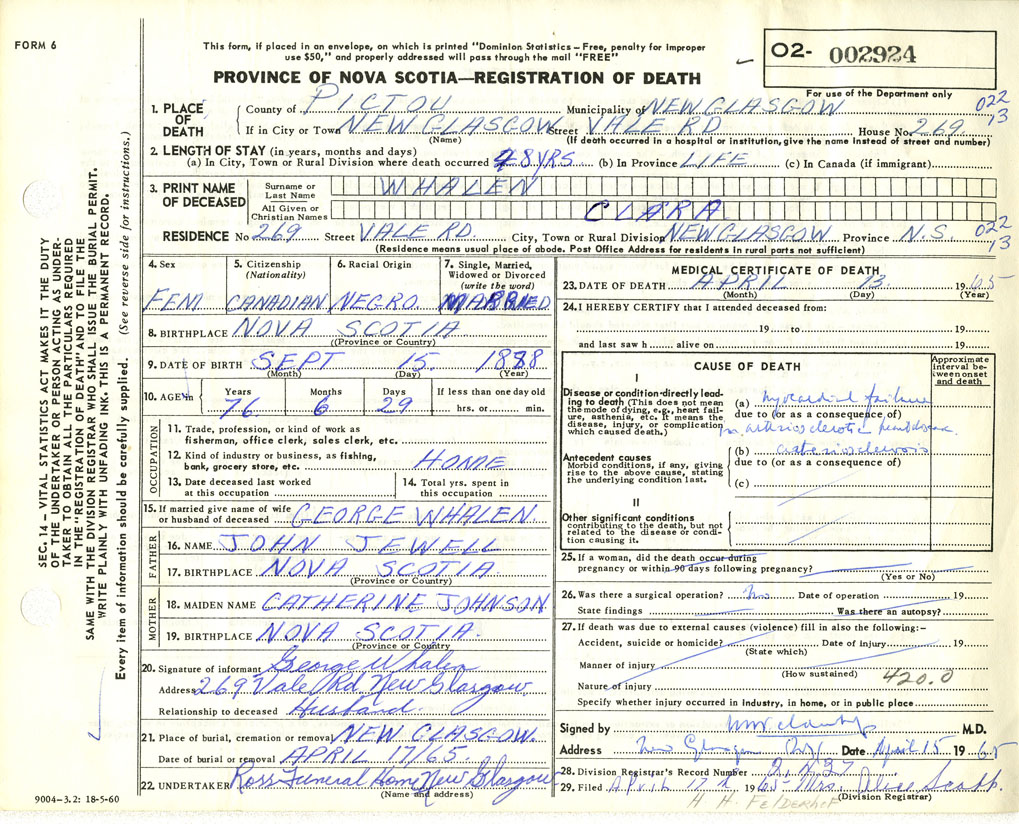 FORM 6
This form, if placed in an envelope, on which is printed "Dominion Statistics – Free, penalty for improper
use $50," and properly addressed will pass through the mail "FREE"
PROVINCE OF NOVA SCOTIA—REGISTRATION OF DEATH
O2- 002924
For use of the Department only
022
13
SEC. 14 – VITAL STATISTICS ACT MAKES IT THE DUTY
OF THE UNDERTAKER OR PERSON ACTING AS UNDER-
TAKER TO OBTAIN ALL THE PARTICULARS REQUIRED
IN THE "REGISTRATION OF DEATH" AND TO FILE THE
SAME WITH THE DIVISION REGISTRAR WHO SHALL ISSUE THE BURIAL PERMIT.
WRITE PLAINLY WITH UNFADING INK. THIS IS A PERMANENT RECORD.
Every item of information should be carefully supplied. (See reverse side for instructions.)
1. PLACE OF DEATH
County of PICTOU Municipality of NEW GLASGOW
If in City or Town NEW GLASGOW Street VALE RD House No. 269
(Name) (If death occurred in a hospital or institution, give name instead of street and number)
2. LENGTH OF STAY (in years, months and days)
(a) In City, Town or Rural Division where death occurred 48 YRS (b) In Province LIFE (c) In Canada (if immigrant)
3. PRINT NAME OF DECEASED
Surname or Last Name WHALEN
All Given or Christian Names CLARA
RESIDENCE No 269 Street VALE RD. City, Town or Rural Division NEW GLASGOW Province N.S.
022
13
(Residence means usual place of abode. Post Office Address for residents in rural parts not sufficient)
4. Sex 5. Citizenship (Nationality) 6. Racial Origin 7. Single, Married, Widowed or Divorced (write the word)
FEM CANADIAN NEGRO MARRIED
8. BIRTHPLACE NOVA SCOTIA
(Province or Country)
9. DATE OF BIRTH SEPT 15. 1888
(Month) (Day) (Year)
10. AGE in Years Months Days If less than one day old
76. 6 29 hrs. or min.
OCCUPATION
11. Trade, profession, or kind of work as
fisherman, office clerk, sales clerk, etc.
12. Kind of industry or business, as fishing,
bank, grocery store, etc. HOME
13. Date deceased last worked at this occupation
14. Total yrs. spent in this occupation
15. If married give name of wife
or husband of deceased GEORGE WHALEN
FATHER
16. NAME JOHN JEWELL
17. BIRTHPLACE NOVA SCOTIA
(Province or Country)
MOTHER
18. MAIDEN NAME CATHERINE JOHNSON
19. BIRTHPLACE NOVA SCOTIA.
(Province or Country)
20. Signature of informant George Whalen
Address 269 Vale Rd New Glasgow
Relationship to deceased Husband.
21. Place of burial, cremation or removal NEW GLASGOW.
Date of burial or removal APRIL 17/65.
22. UNDERTAKER Ross Funeral Home New Glasgow
(Name and address)
9004–3.2: 18-5-60
MEDICAL CERTIFICATE OF DEATH
23. DATE OF DEATH APRIL 13. 1965
(Month) (Day) (Year)
24. I HEREBY CERTIFY that I attended deceased from:
19 to 19
and last saw h alive on 19
CAUSE OF DEATH
Approximate interval between onset and death
I
Disease or condition directly lead-
ing to death (This does not mean
the mode of dying, e.g., heart fail-
ure, asthenia, etc. It means the
disease, injury, or complication
which caused death.)
(a) myocardial failure
due to (or as a consequence of)
arteriosclerotic heart disease
Antecedent causes
Morbid conditions, if any, giving
rise to the above cause, stating
the underlying condition last.
(b) arteriosclerosis
due to (or as a consequence of)
(c)
II
Other significant conditions
contributing to the death, but not
related to the disease or condi-
tion causing it.
25. If a woman, did the death occur during
pregnancy or within 90 days following pregnancy?
(Yes or No)
26. Was there a surgical operation? No Date of operation 19
State findings Was there an autopsy?
27. If death was due to external causes (violence) fill in also the following:–
Accident, suicide or homicide? Date of injury 19
(State which)
Manner of injury
(How sustained)
420.0
Nature of injury
Specify whether injury occurred in industry, in home, or in public place
Signed by M.D.
Address New Glasgow Date April 15 1965
28. Division Registrar's Record Number
29. Filed April 17th 1965 Mrs. Alice Scapp.
H. H. Felderhof (Division Registrar)